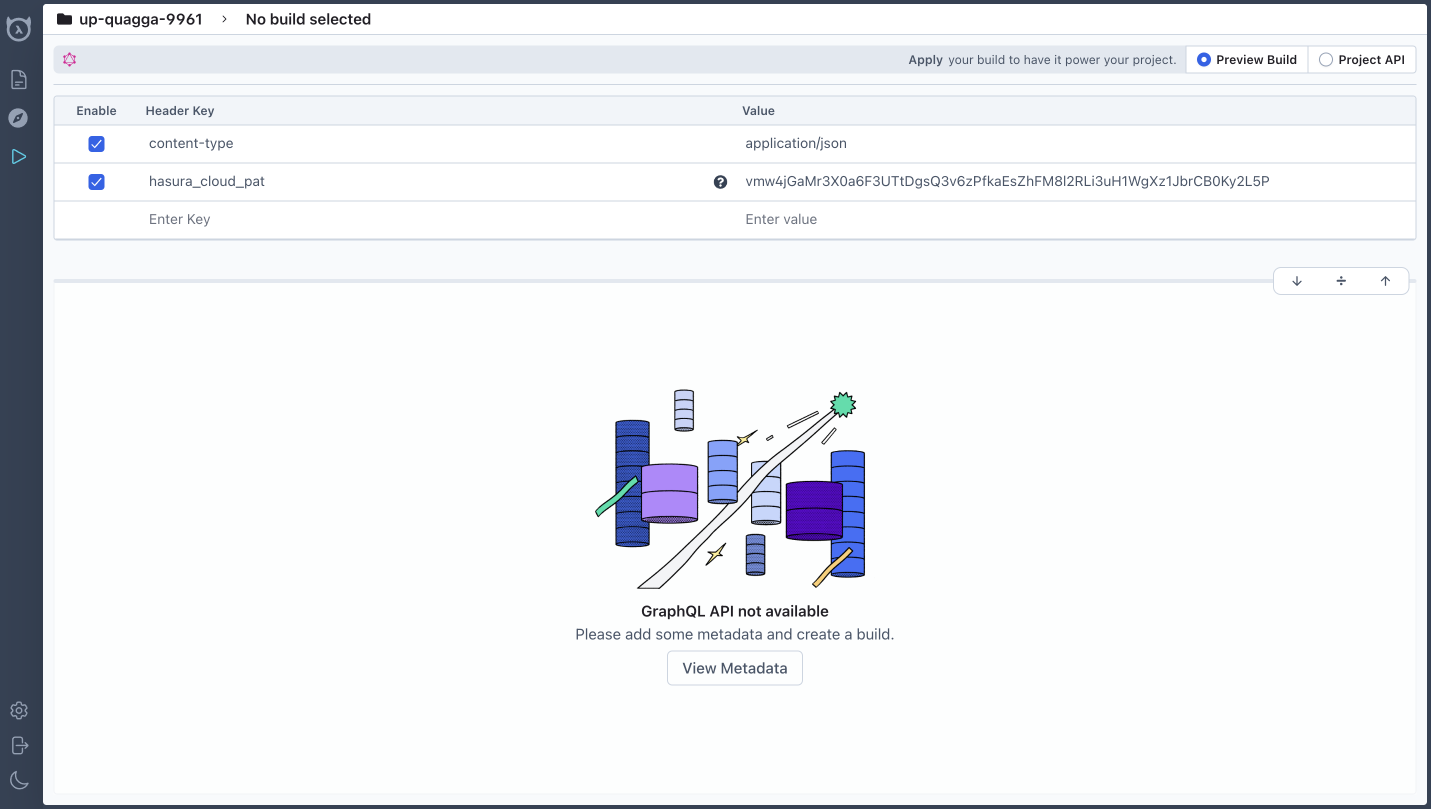 up-quagga-9961 › No build selected
Apply your build to have it power your project. Preview Build Project API
Enable Header Key Value
content-type application/json
hasura_cloud_pat vmw4jGaMr3X0a6F3UTtDgsQ3v6zPfkaEsZhFM8l2RLi3uH1WgXz1JbrCB0Ky2L5P
Enter Key Enter value
GraphQL API not available
Please add some metadata and create a build.
View Metadata